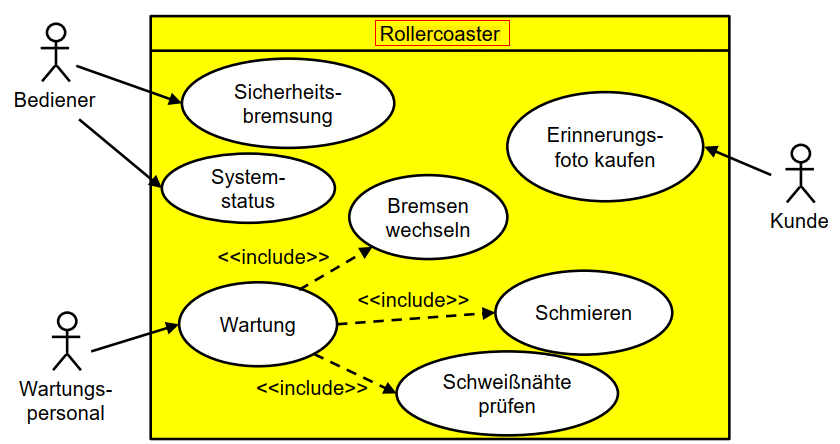 Rollercoaster
Bediener
Sicherheits-
bremsung
Erinnerungs-
foto kaufen
System-
status
Bremsen
wechseln
Kunde
<<include>>
<<include>>
Wartung
Schmieren
<<include>>
Schweißnähte
prüfen
Wartungs-
personal